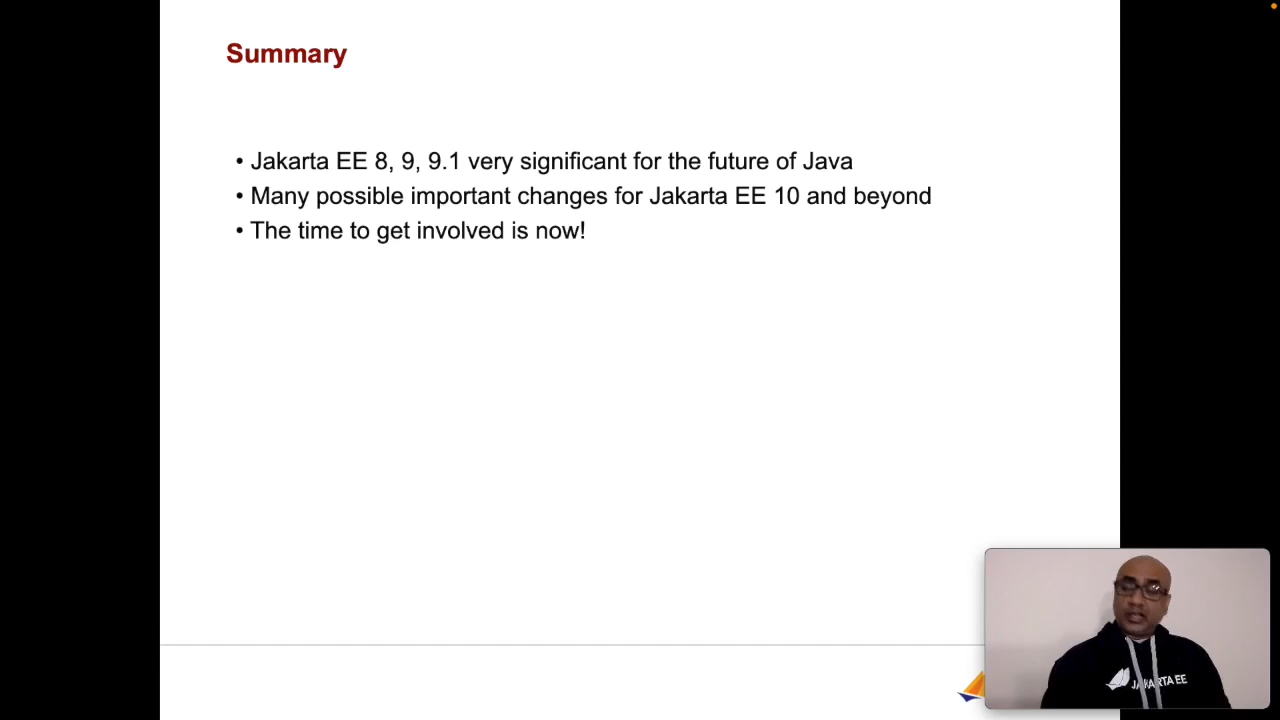 Summary
• Jakarta EE 8, 9, 9.1 very significant for the future of Java
• Many possible important changes for Jakarta EE 10 and beyond
• The time to get involved is now!
JAKARTA EE